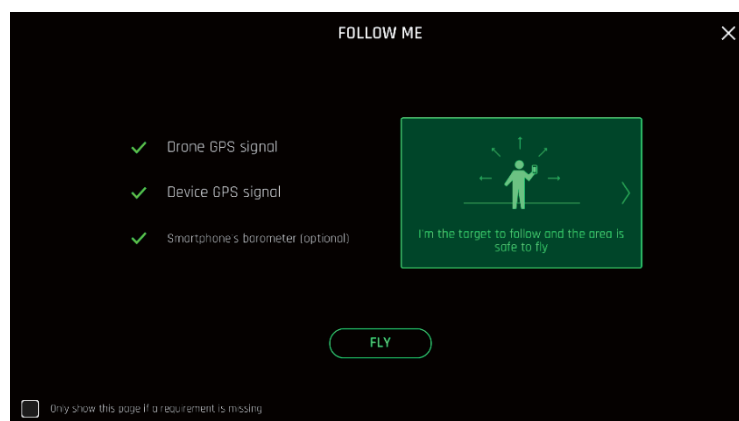 FOLLOW ME
Drone GPS signal
Device GPS signal
Smartphone's barometer (optional)
I'm the target to follow and the area is
safe to fly
FLY
Only show this page if a requirement is missing